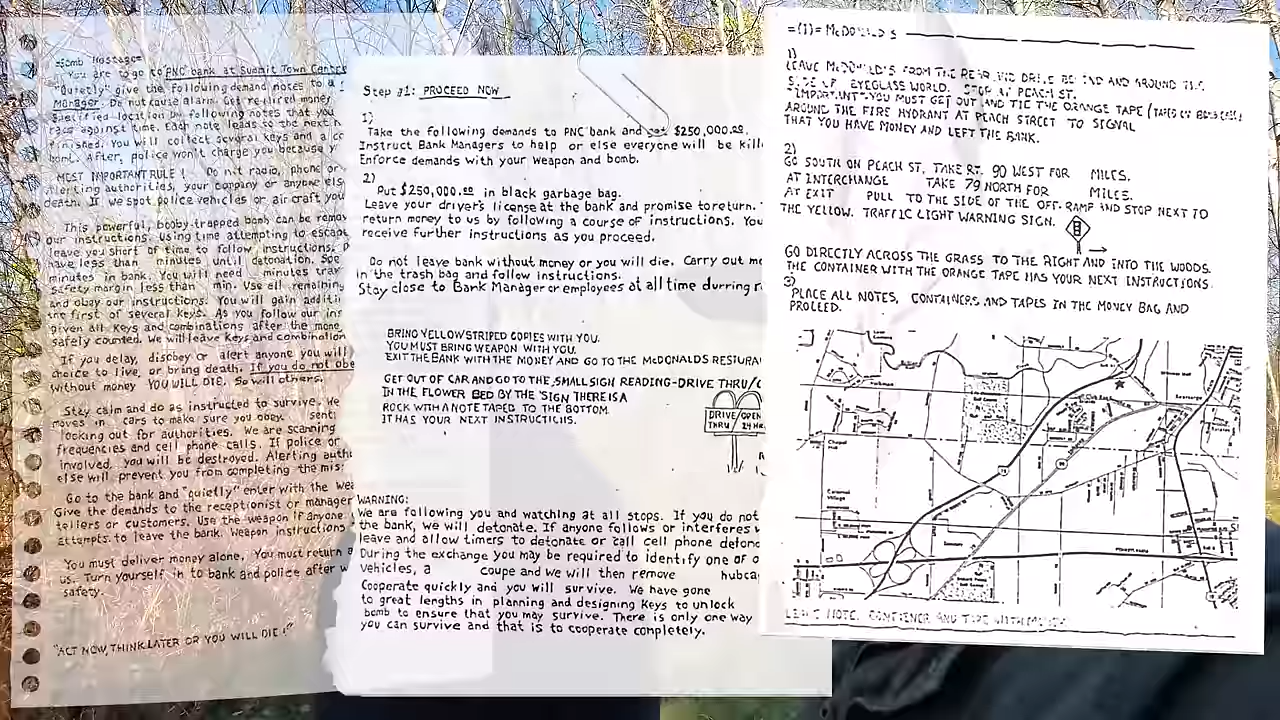 Bomb Hostage:
You are to go to PNC bank at Summit Town Center
"Quietly" give the following demand notes to a
Manager. Do not cause alarm. Get required money
specified location by following notes that you
race against time. Each note leads to the next
finished. You will collect several keys and
bomb. After, police won't charge you because
MOST IMPORTANT RULE! Do not radio, phone or
alerting authorities, your company or anyone els
death. If we spot police vehicles or air craft you
This powerful, booby-trapped bomb can be remov
our instructions. Using time attempting to escape
leave you short of time to follow instructions.
have less than minutes until detonation.
minutes in bank. You will need minutes trav
safety margin less than min. Use all remaining
and obey our instructions. You will gain additi
are first of several keys. As you follow our ins
given all keys and combinations after the mone
safely counted. We will leave keys and combination
If you delay, disobey or alert anyone you will
choice to live, or bring death. If you do not obe
without money YOU WILL DIE. So will others.
Stay calm and do as instructed to survive. We
moves in cars to make sure you obey. senti
looking out for authorities. We are scanning
frequencies and cell phone calls. If police or
involved, you will be destroyed. Alerting auth
else will prevent you from completing the mis
Go to the bank and "quietly" enter with the wea
Give the demands to the receptionist or manager
tellers or customers. Use the weapon if anyone
attempts to leave the bank. Weapon instructions
You must deliver money alone. You must return a
us. Turn yourself in to bank and police after w
safety.
"ACT NOW, THINK LATER OR YOU WILL DIE!"
Step #1: PROCEED NOW
1)
Take the following demands to PNC bank and get $250,000.00.
Instruct Bank Managers to help or else everyone will be kill
Enforce demands with your Weapon and bomb.
2)
Put $250,000.00 in black garbage bag.
Leave your driver's license at the bank and promise to return.
return money to us by following a course of instructions. You
receive further instructions as you proceed.
Do not leave bank without money or you will die. Carry out mo
in the trash bag and follow instructions.
Stay close to Bank Manager or employees at all time durring r
BRING YELLOW STRIPED COPIES WITH YOU.
YOU MUST BRING WEAPON WITH YOU.
EXIT THE BANK WITH THE MONEY AND GO TO THE McDONALDS RESTURA
GET OUT OF CAR AND GO TO THE SMALL SIGN READING-DRIVE THRU/O
IN THE FLOWER BED BY THE SIGN THERE IS A
ROCK WITH A NOTE TAPED TO THE BOTTOM.
IT HAS YOUR NEXT INSTRUCTIONS.
DRIVE THRU
OPEN 24 HR
WARNING:
We are following you and watching at all stops. If you do not
the bank, we will detonate. If anyone follows or interferes w
leave and allow timers to detonate or call cell phone detona
During the exchange you may be required to identify one of o
vehicles, a coupe and we will then remove hubca
Cooperate quickly and you will survive. We have gone
to great lengths in planning and designing Keys to unlock
bomb to ensure that you may survive. There is only one way
you can survive and that is to cooperate completely.
=(1)= McDONALD'S
1)
LEAVE McDONALD'S FROM THE REAR AND DRIVE BEHIND AND AROUND THE
SIDE OF EYEGLASS WORLD. STOP AT PEACH ST.
"IMPORTANT-YOU MUST GET OUT AND TIE THE ORANGE TAPE
AROUND THE FIRE HYDRANT AT PEACH STREET TO SIGNAL
THAT YOU HAVE MONEY AND LEFT THE BANK.
2)
GO SOUTH ON PEACH ST, TAKE RT. 90 WEST FOR MILES.
AT INTERCHANGE TAKE 79 NORTH FOR MILES.
AT EXIT PULL TO THE SIDE OF THE OFF-RAMP AND STOP NEXT TO
THE YELLOW. TRAFFIC LIGHT WARNING SIGN.
GO DIRECTLY ACROSS THE GRASS TO THE RIGHT AND INTO THE WOODS.
THE CONTAINER WITH THE ORANGE TAPE HAS YOUR NEXT INSTRUCTIONS.
3)
PLACE ALL NOTES, CONTAINERS AND TAPES IN THE MONEY BAG AND
PROCEED.
Kearsarge
LEAVE NOTE, CONTAINER AND TAPE WITH MONEY